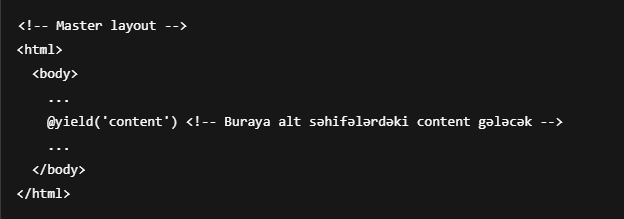 <!-- Master layout -->
<html>
<body>
...
@yield('content') <!-- Buraya alt səhifələrdəki content gələcək -->
...
</body>
</html>